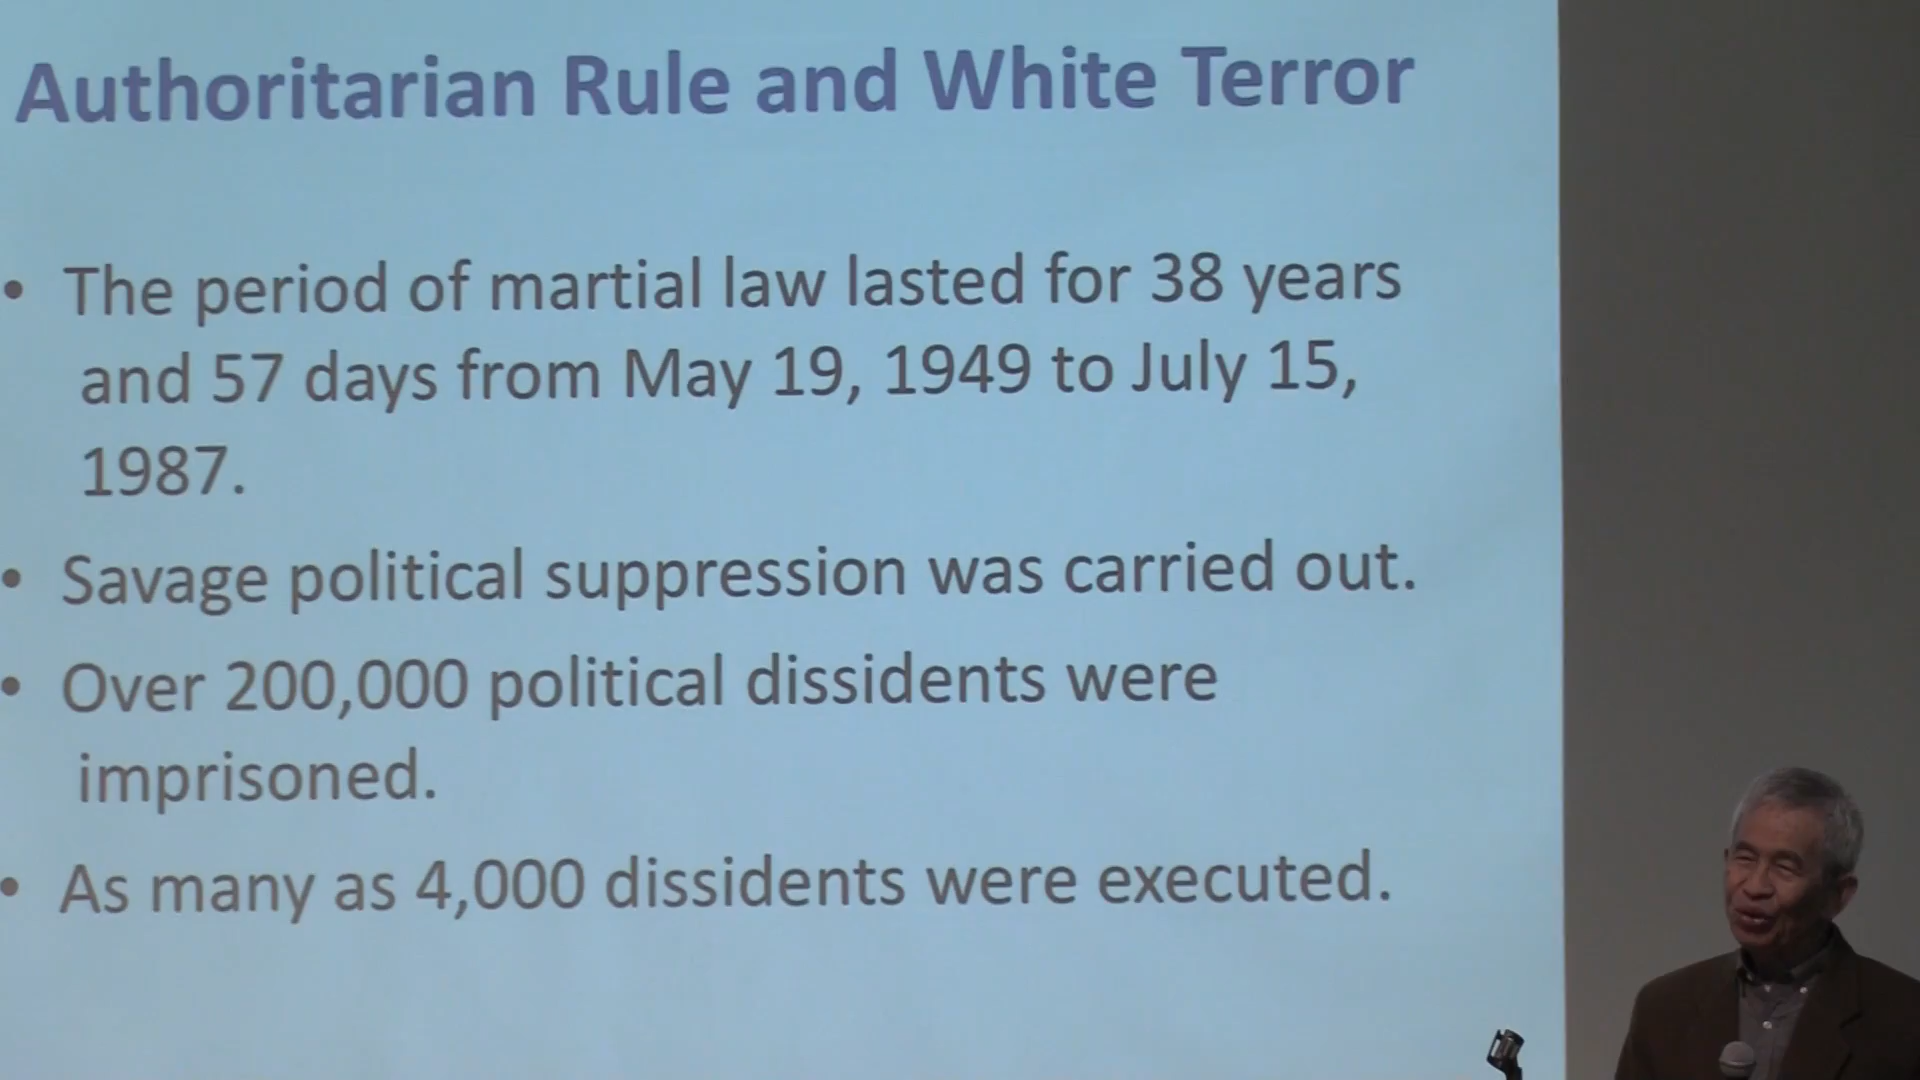 Authoritarian Rule and White Terror
• The period of martial law lasted for 38 years
and 57 days from May 19, 1949 to July 15,
1987.
• Savage political suppression was carried out.
• Over 200,000 political dissidents were
imprisoned.
• As many as 4,000 dissidents were executed.